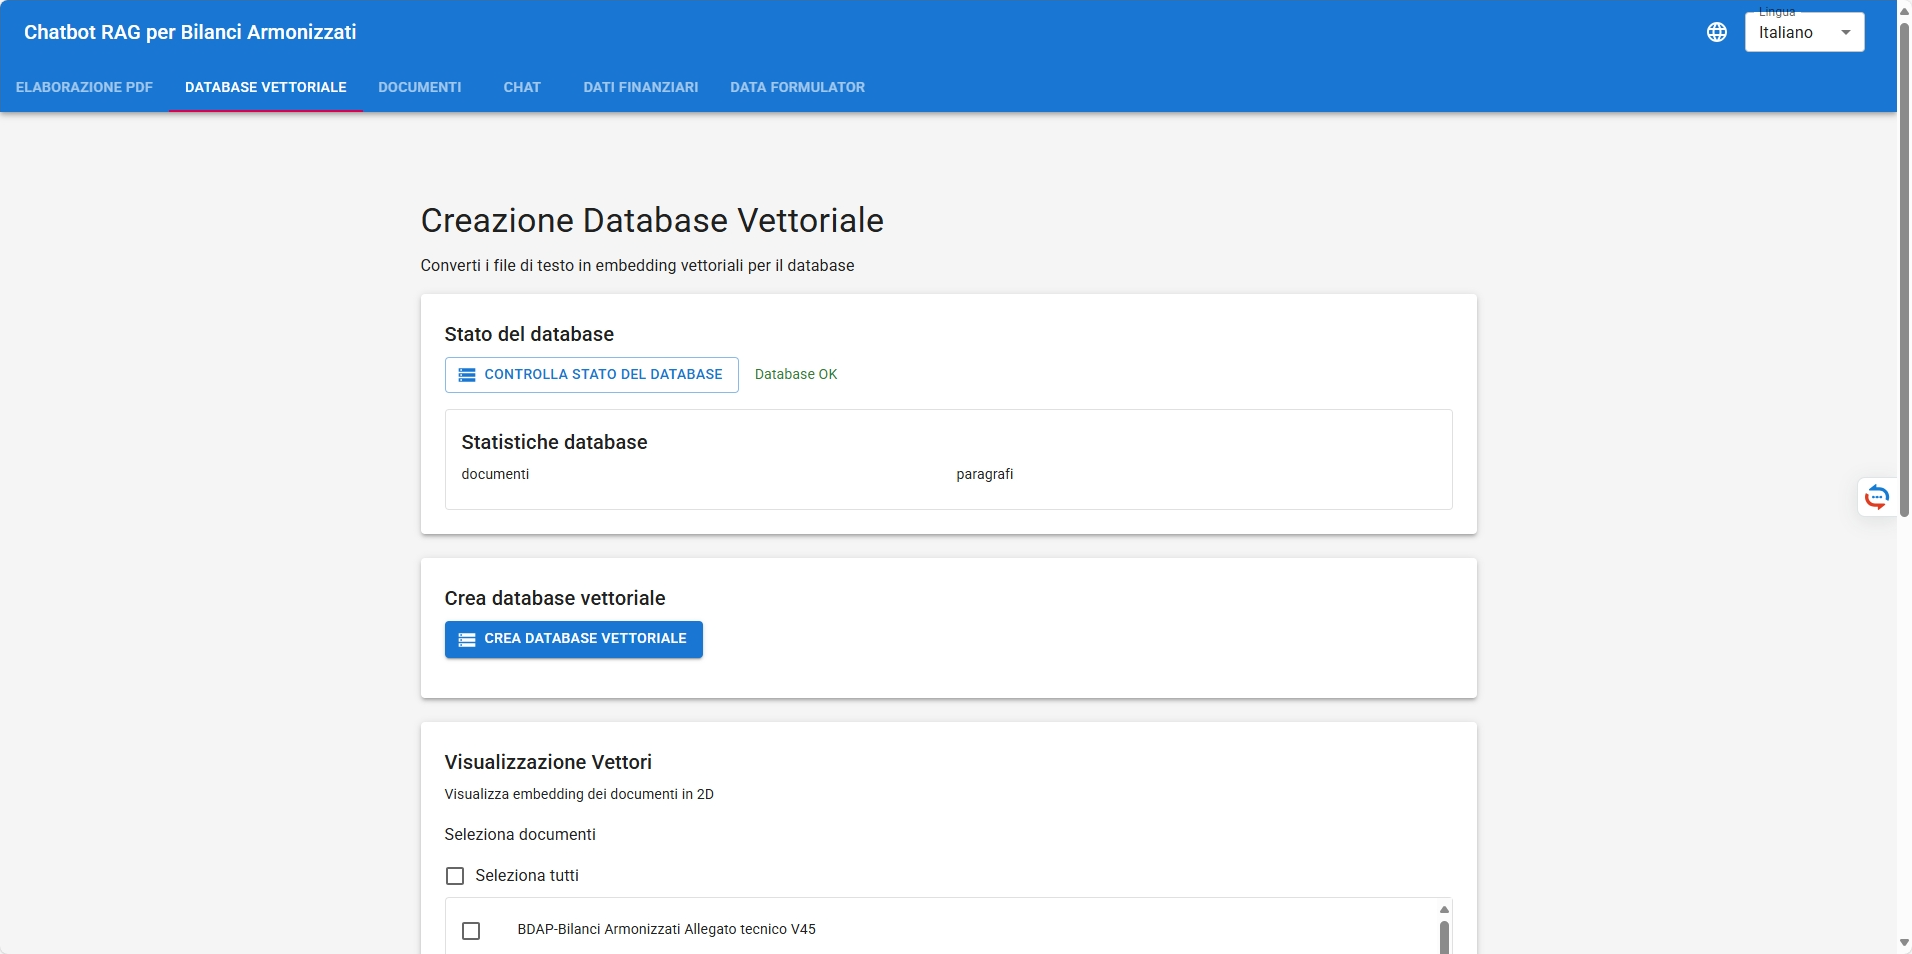 Chatbot RAG per Bilanci Armonizzati
Lingua
Italiano
ELABORAZIONE PDF
DATABASE VETTORIALE
DOCUMENTI
CHAT
DATI FINANZIARI
DATA FORMULATOR
Creazione Database Vettoriale
Converti i file di testo in embedding vettoriali per il database
Stato del database
CONTROLLA STATO DEL DATABASE
Database OK
Statistiche database
documenti
paragrafi
Crea database vettoriale
CREA DATABASE VETTORIALE
Visualizzazione Vettori
Visualizza embedding dei documenti in 2D
Seleziona documenti
Seleziona tutti
BDAP-Bilanci Armonizzati Allegato tecnico V45